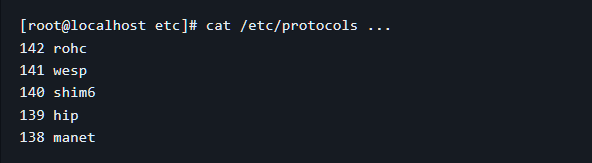 [root@localhost etc]# cat /etc/protocols ...
142 rohc
141 wesp
140 shim6
139 hip
138 manet